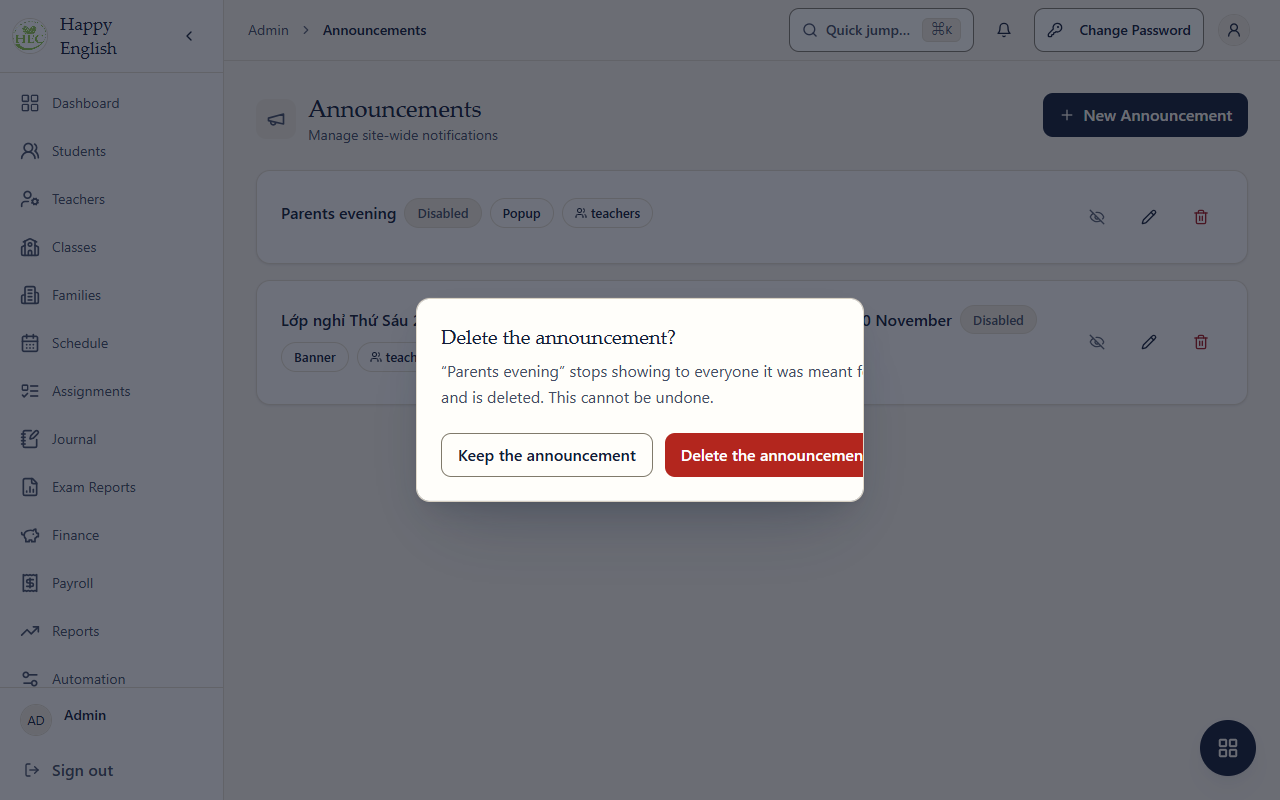 Happy
English
HEC
Admin
Announcements
Quick jump...
⌘K
Change Password
Dashboard
Students
Teachers
Classes
Families
Schedule
Assignments
Journal
Exam Reports
Finance
Payroll
Reports
Automation
AD
Admin
Sign out
Announcements
Manage site-wide notifications
New Announcement
Parents evening
Disabled
Popup
teachers
Lớp nghỉ Thứ Sáu
November
Disabled
Banner
Delete the announcement?
“Parents evening” stops showing to everyone it was meant
and is deleted. This cannot be undone.
Keep the announcement
Delete the